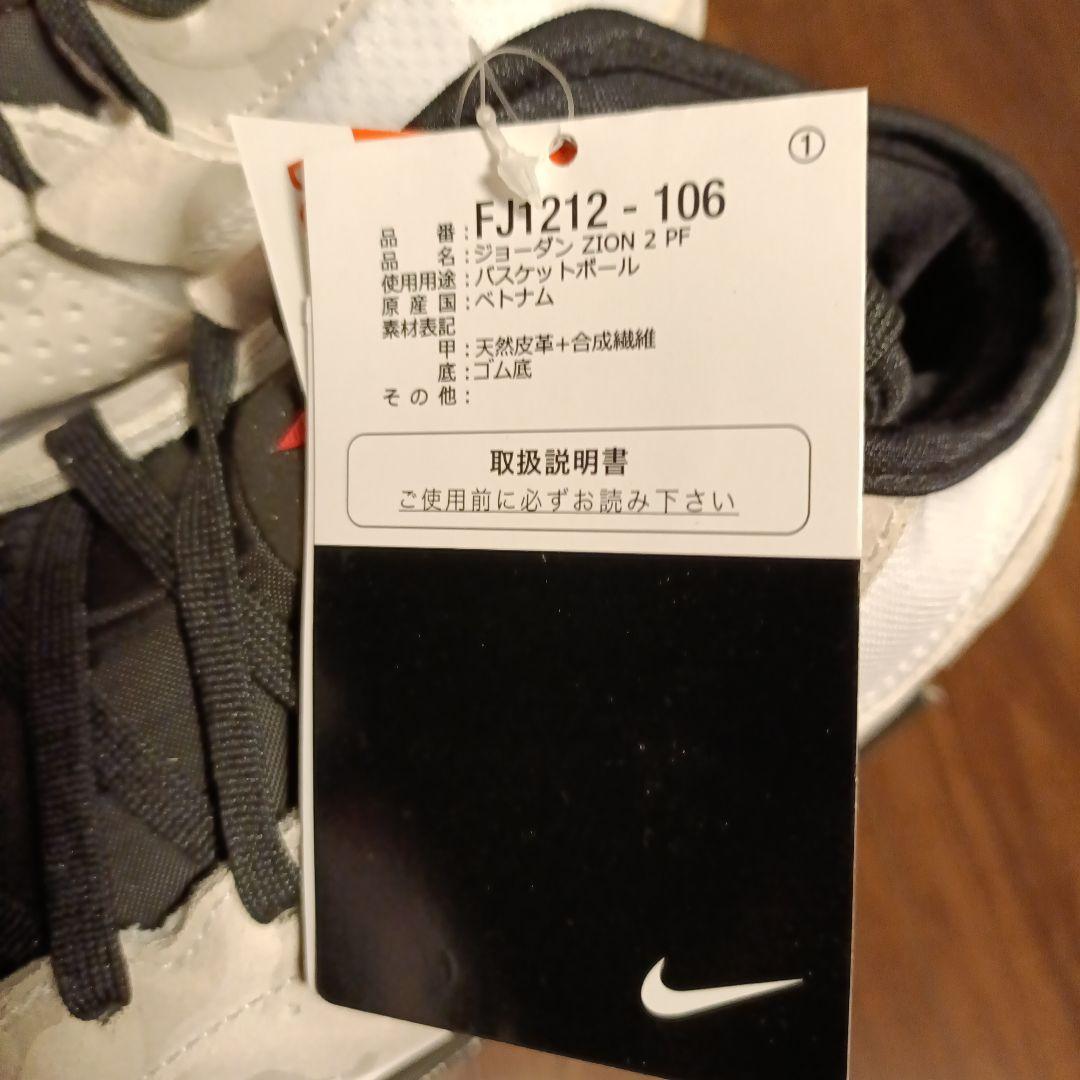 ①
品番:FJ1212 - 106
品名:ジョーダン ZION 2 PF
使用用途:バスケットボール
原産国:ベトナム
素材表記
甲:天然皮革+合成繊維
底:ゴム底
その他:
取扱説明書
ご使用前に必ずお読み下さい